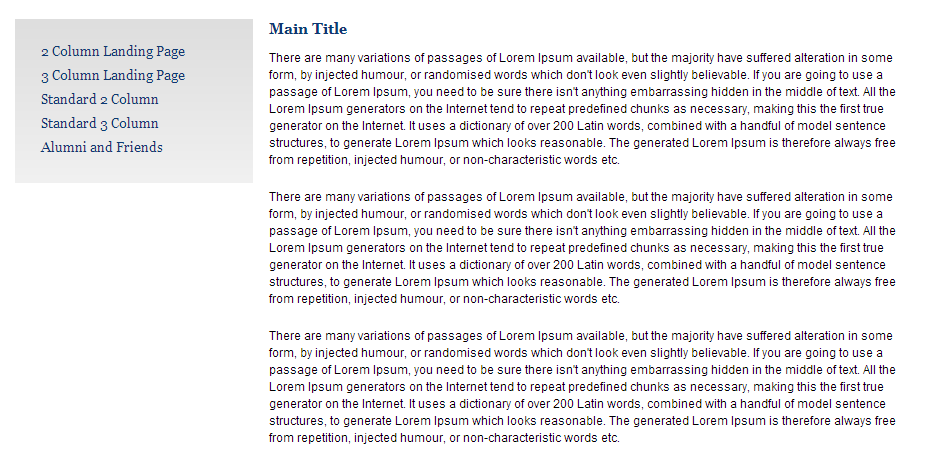 2 Column Landing Page
3 Column Landing Page
Standard 2 Column
Standard 3 Column
Alumni and Friends
Main Title
There are many variations of passages of Lorem Ipsum available, but the majority have suffered alteration in some
form, by injected humour, or randomised words which don't look even slightly believable. If you are going to use a
passage of Lorem Ipsum, you need to be sure there isn't anything embarrassing hidden in the middle of text. All the
Lorem Ipsum generators on the Internet tend to repeat predefined chunks as necessary, making this the first true
generator on the Internet. It uses a dictionary of over 200 Latin words, combined with a handful of model sentence
structures, to generate Lorem Ipsum which looks reasonable. The generated Lorem Ipsum is therefore always free
from repetition, injected humour, or non-characteristic words etc.
There are many variations of passages of Lorem Ipsum available, but the majority have suffered alteration in some
form, by injected humour, or randomised words which don't look even slightly believable. If you are going to use a
passage of Lorem Ipsum, you need to be sure there isn't anything embarrassing hidden in the middle of text. All the
Lorem Ipsum generators on the Internet tend to repeat predefined chunks as necessary, making this the first true
generator on the Internet. It uses a dictionary of over 200 Latin words, combined with a handful of model sentence
structures, to generate Lorem Ipsum which looks reasonable. The generated Lorem Ipsum is therefore always free
from repetition, injected humour, or non-characteristic words etc.
There are many variations of passages of Lorem Ipsum available, but the majority have suffered alteration in some
form, by injected humour, or randomised words which don't look even slightly believable. If you are going to use a
passage of Lorem Ipsum, you need to be sure there isn't anything embarrassing hidden in the middle of text. All the
Lorem Ipsum generators on the Internet tend to repeat predefined chunks as necessary, making this the first true
generator on the Internet. It uses a dictionary of over 200 Latin words, combined with a handful of model sentence
structures, to generate Lorem Ipsum which looks reasonable. The generated Lorem Ipsum is therefore always free
from repetition, injected humour, or non-characteristic words etc.